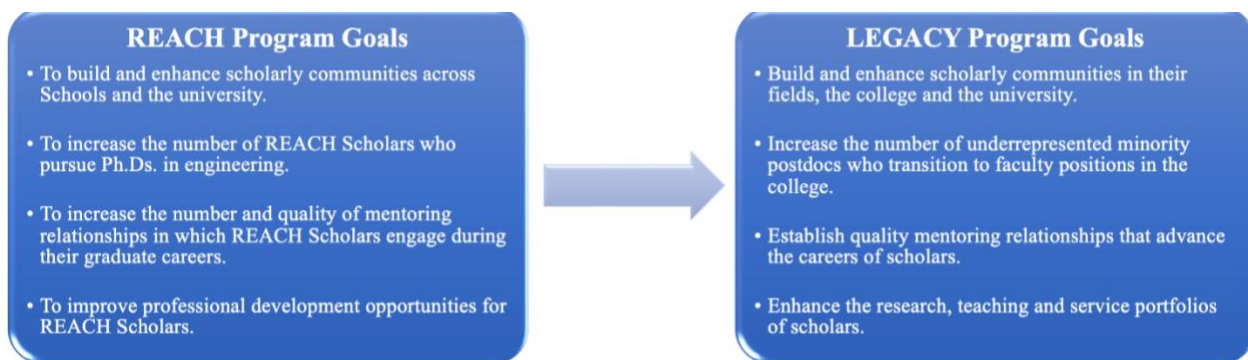 REACH Program Goals
• To build and enhance scholarly communities across
Schools and the university.
• To increase the number of REACH Scholars who
pursue Ph.Ds. in engineering.
• To increase the number and quality of mentoring
relationships in which REACH Scholars engage during
their graduate careers.
• To improve professional development opportunities for
REACH Scholars.
LEGACY Program Goals
• Build and enhance scholarly communities in their
fields, the college and the university.
• Increase the number of underrepresented minority
postdocs who transition to faculty positions in the
college.
• Establish quality mentoring relationships that advance
the careers of scholars.
• Enhance the research, teaching and service portfolios
of scholars.